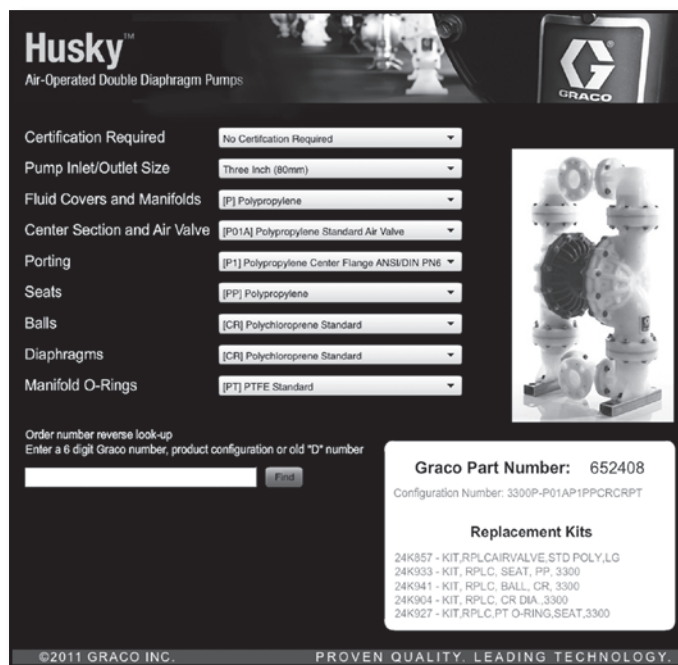 Husky™
Air-Operated Double Diaphragm Pumps
GRACO
Certification Required
No Certifcation Required
Pump Inlet/Outlet Size
Three Inch (80mm)
Fluid Covers and Manifolds
[P] Polypropylene
Center Section and Air Valve
[P01A] Polypropylene Standard Air Valve
Porting
[P1] Polypropylene Center Flange ANSI/DIN PN6
Seats
[PP] Polypropylene
Balls
[CR] Polychloroprene Standard
Diaphragms
[CR] Polychloroprene Standard
Manifold O-Rings
[PT] PTFE Standard
Order number reverse look-up
Enter a 6 digit Graco number, product configuration or old "D" number
Find
Graco Part Number: 652408
Configuration Number: 3300P-P01AP1PPCRCRPT
Replacement Kits
24K857 - KIT,RPLCAIRVALVE,STD POLY,LG
24K933 - KIT, RPLC, SEAT, PP, 3300
24K941 - KIT, RPLC, BALL, CR, 3300
24K904 - KIT, RPLC, CR DIA.,3300
24K927 - KIT,RPLC,PT O-RING,SEAT,3300
©2011 GRACO INC.
PROVEN QUALITY. LEADING TECHNOLOGY.